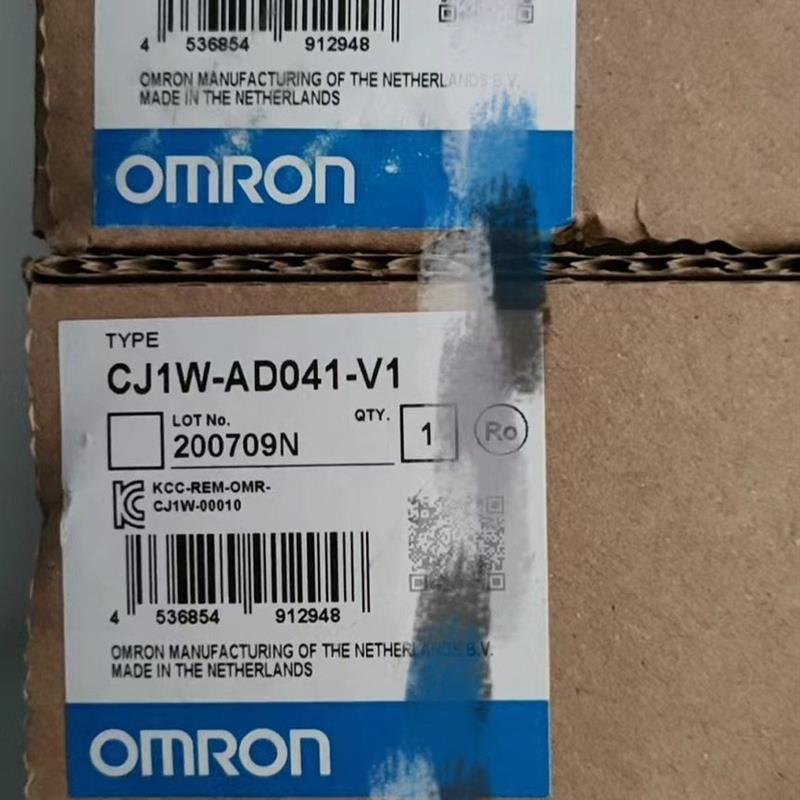 4 536854 912948
OMRON MANUFACTURING OF THE NETHERLANDS B.V.
MADE IN THE NETHERLANDS
OMRON
TYPE
CJ1W-AD041-V1
LOT No. QTY.
200709N 1 Ro
KCC-REM-OMR-
CJ1W-00010
4 536854 912948
OMRON MANUFACTURING OF THE NETHERLANDS B.V.
MADE IN THE NETHERLANDS
OMRON